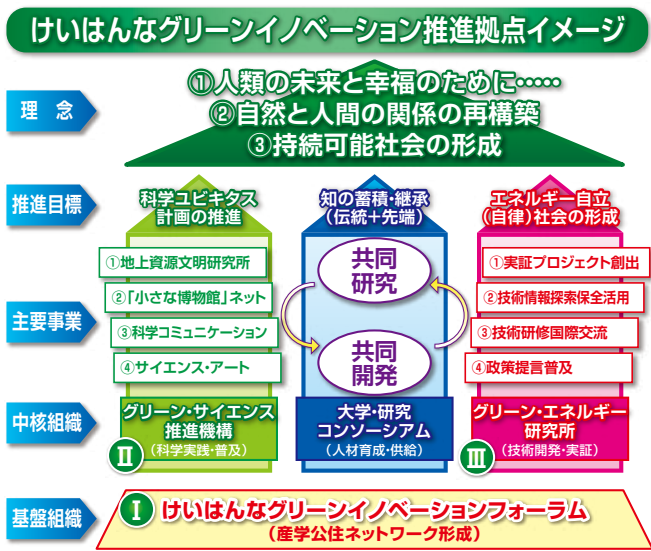 けいはんなグリーンイノベーション推進拠点イメージ
理 念
①人類の未来と幸福のために……
②自然と人間の関係の再構築
③持続可能社会の形成
推進目標
科学ユビキタス
計画の推進
知の蓄積・継承
(伝統+先端)
エネルギー自立
(自律)社会の形成
主要事業
①地上資源文明研究所
②「小さな博物館」ネット
③科学コミュニケーション
④サイエンス・アート
共同
研究
共同
開発
①実証プロジェクト創出
②技術情報探索保全活用
③技術研修国際交流
④政策提言普及
中核組織
グリーン・サイエンス
推進機構
(科学実践・普及)
Ⅱ
大学・研究
コンソーシアム
(人材育成・供給)
グリーン・エネルギー
研究所
(技術開発・実証)
Ⅲ
基盤組織
Ⅰ けいはんなグリーンイノベーションフォーラム
(産学公住ネットワーク形成)